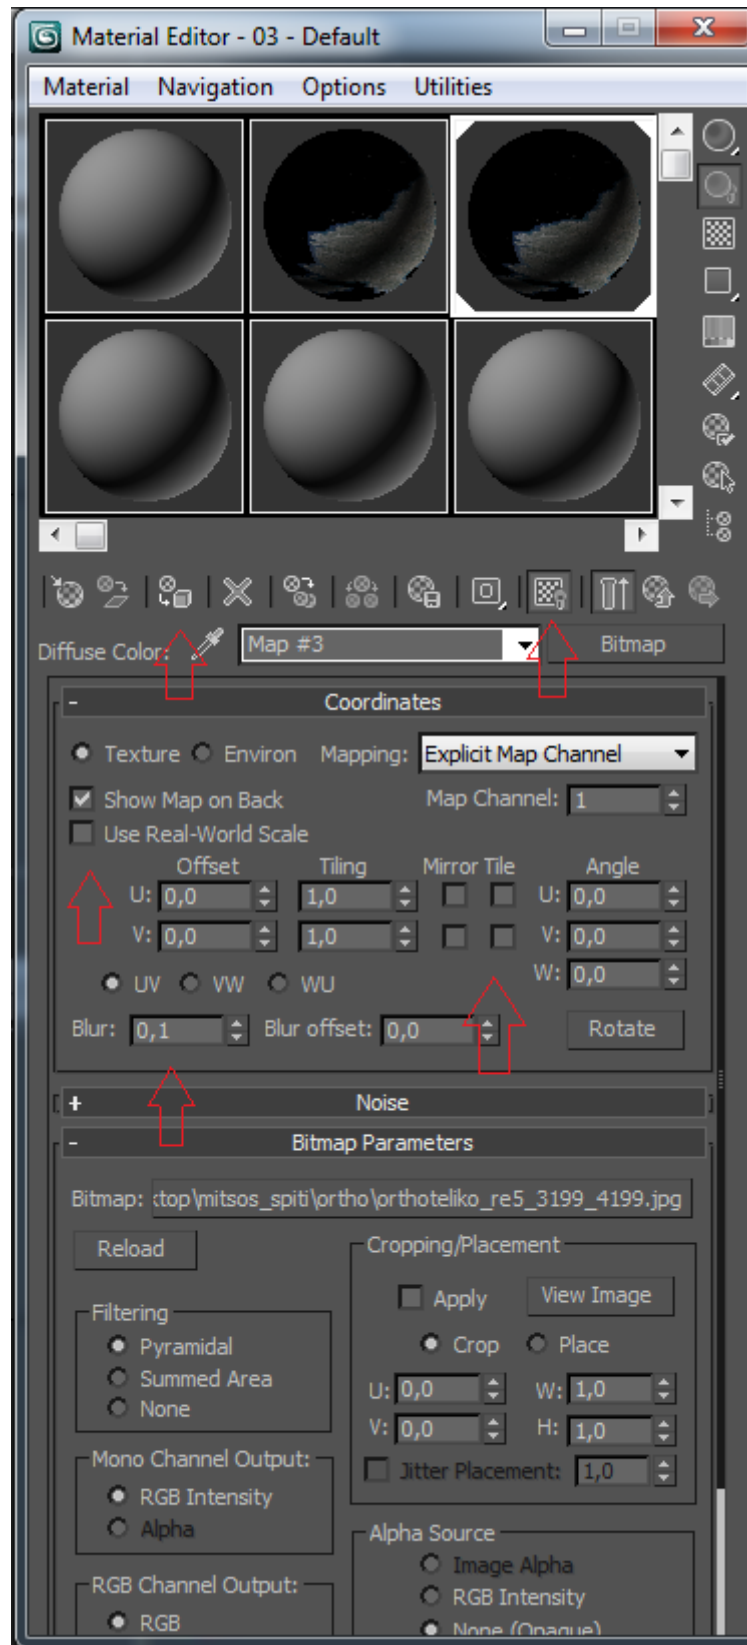 Material Editor - 03 - Default
Material Navigation Options Utilities
Diffuse Color: Map #3 Bitmap
- Coordinates
Texture Environ Mapping: Explicit Map Channel
Show Map on Back Map Channel: 1
Use Real-World Scale
Offset Tiling Mirror Tile Angle
U: 0,0 1,0 U: 0,0
V: 0,0 1,0 V: 0,0
UV VW WU W: 0,0
Blur: 0,1 Blur offset: 0,0 Rotate
+ Noise
- Bitmap Parameters
Bitmap: ktop\mitsos_spiti\ortho\orthoteliko_re5_3199_4199.jpg
Reload
Cropping/Placement
Apply View Image
Crop Place
U: 0,0 W: 1,0
V: 0,0 H: 1,0
Jitter Placement: 1,0
Filtering
Pyramidal
Summed Area
None
Mono Channel Output:
RGB Intensity
Alpha
Alpha Source
Image Alpha
RGB Intensity
None (Opaque)
RGB Channel Output:
RGB